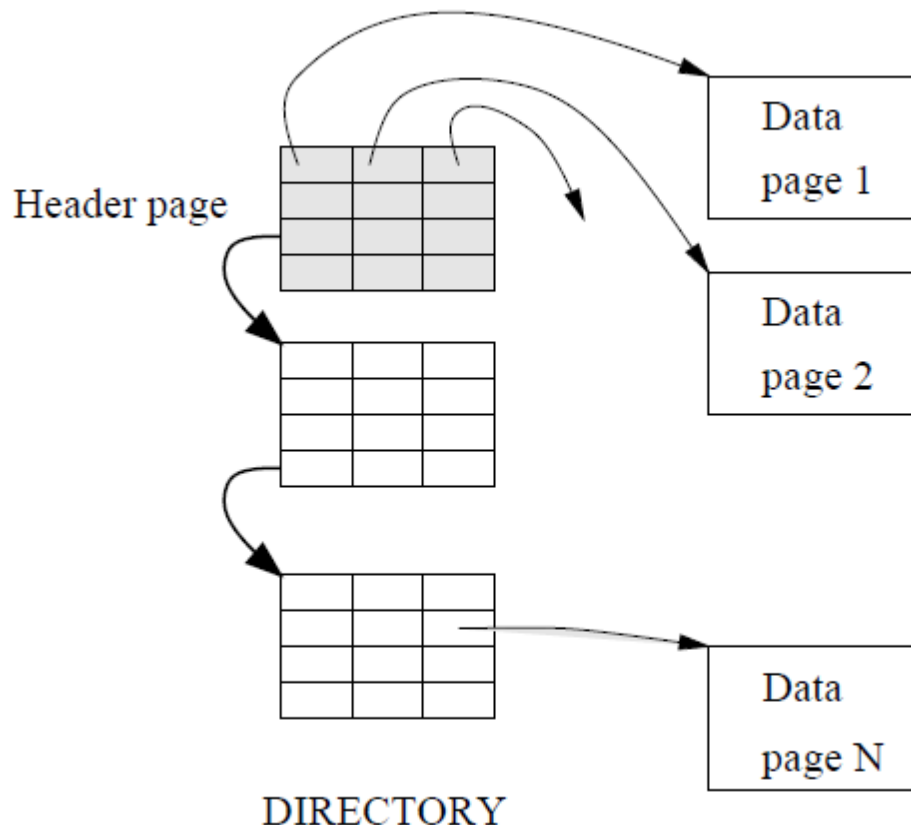 Data
page 1
Header page
Data
page 2
Data
page N
DIRECTORY